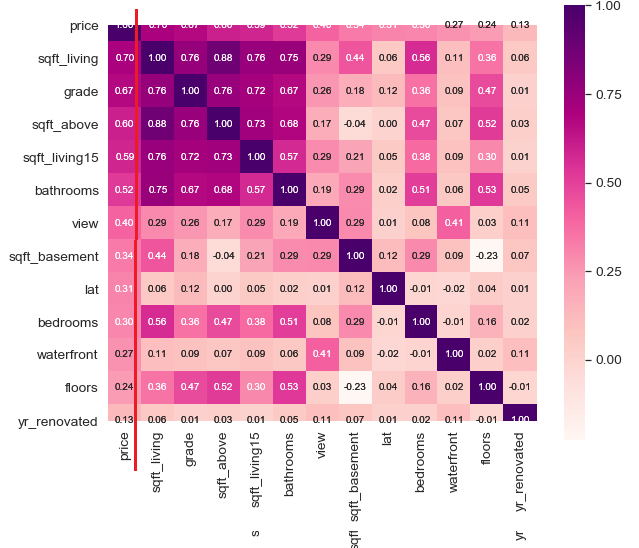 price 0.27 0.24 0.13
sqft_living 0.70 1.00 0.76 0.88 0.76 0.75 0.29 0.44 0.06 0.56 0.11 0.36 0.06
grade 0.67 0.76 1.00 0.76 0.72 0.67 0.26 0.18 0.12 0.36 0.09 0.47 0.01
sqft_above 0.60 0.88 0.76 1.00 0.73 0.68 0.17 -0.04 0.00 0.47 0.07 0.52 0.03
sqft_living15 0.59 0.76 0.72 0.73 1.00 0.57 0.29 0.21 0.05 0.38 0.09 0.30 0.01
bathrooms 0.52 0.75 0.67 0.68 0.57 1.00 0.19 0.29 0.02 0.51 0.06 0.53 0.05
view 0.40 0.29 0.26 0.17 0.29 0.19 1.00 0.29 0.01 0.08 0.41 0.03 0.11
sqft_basement 0.34 0.44 0.18 -0.04 0.21 0.29 0.29 1.00 0.12 0.29 0.09 -0.23 0.07
lat 0.31 0.06 0.12 0.00 0.05 0.02 0.01 0.12 1.00 -0.01 -0.02 0.04 0.01
bedrooms 0.30 0.56 0.36 0.47 0.38 0.51 0.08 0.29 -0.01 1.00 -0.01 0.16 0.02
waterfront 0.27 0.11 0.09 0.07 0.09 0.06 0.41 0.09 -0.02 -0.01 1.00 0.02 0.11
floors 0.24 0.36 0.47 0.52 0.30 0.53 0.03 -0.23 0.04 0.16 0.02 1.00 -0.01
yr_renovated 0.13 0.06 0.01 0.03 0.01 0.05 0.11 0.07 0.01 0.02 0.11 -0.01 1.00
price
sqft_living
grade
sqft_above
s sqft_living15
bathrooms
view
sqft_basement
lat
bedrooms
waterfront
floors
yr yr_renovated
1.00
0.75
0.50
0.25
0.00